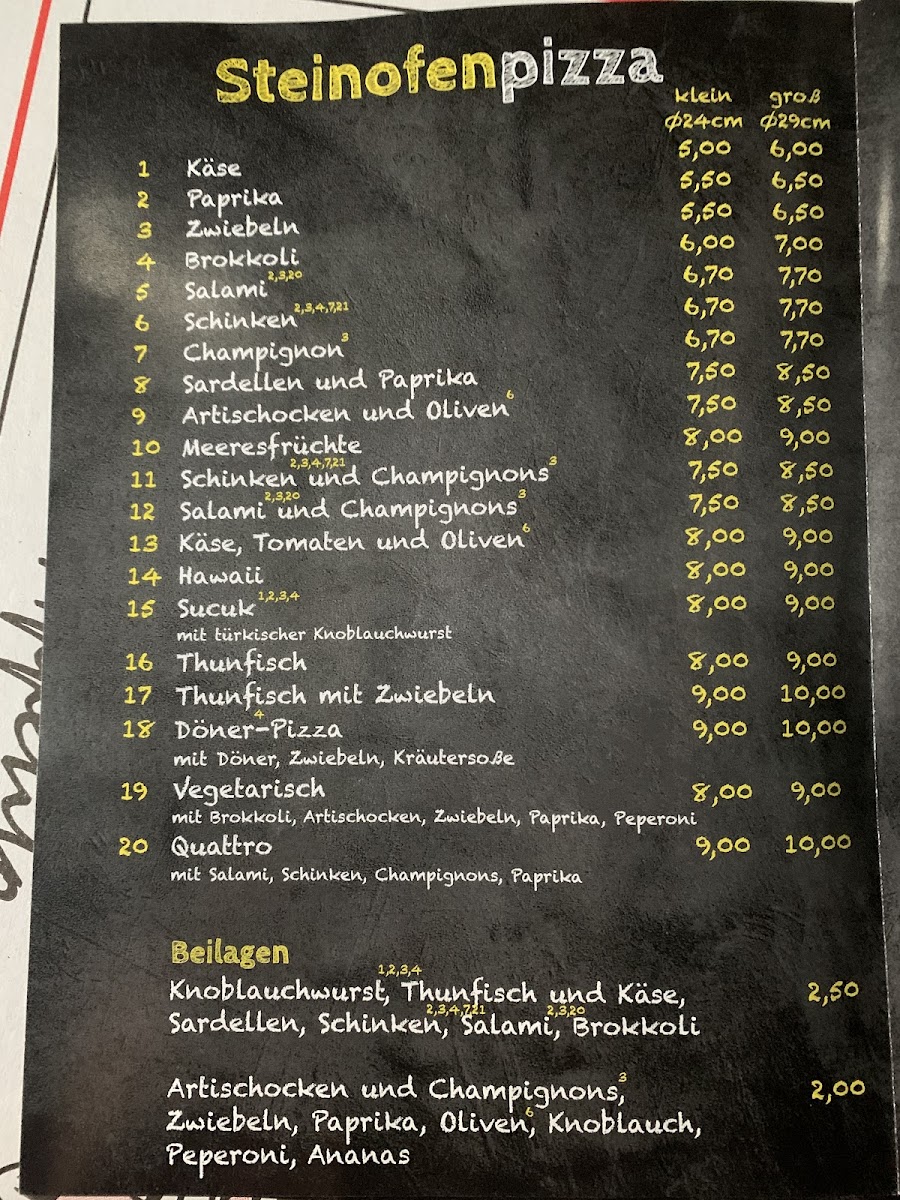 Steinofenpizza
klein groß
ϕ24cm ϕ29cm
1 Käse 5,00 6,00
2 Paprika 5,50 6,50
3 Zwiebeln 5,50 6,50
4 Brokkoli 6,00 7,00
5 Salami 2,3,20 6,70 7,70
6 Schinken 2,3,4,7,21 6,70 7,70
7 Champignon 3 6,70 7,70
8 Sardellen und Paprika 7,50 8,50
9 Artischocken und Oliven 6 7,50 8,50
10 Meeresfrüchte 8,00 9,00
11 Schinken 2,3,4,7,21 und Champignons 3 7,50 8,50
12 Salami 2,3,20 und Champignons 3 7,50 8,50
13 Käse, Tomaten und Oliven 6 8,00 9,00
14 Hawaii 8,00 9,00
15 Sucuk 1,2,3,4 8,00 9,00
mit türkischer Knoblauchwurst
16 Thunfisch 8,00 9,00
17 Thunfisch mit Zwiebeln 9,00 10,00
18 Döner 4-Pizza 9,00 10,00
mit Döner, Zwiebeln, Kräutersoße
19 Vegetarisch 8,00 9,00
mit Brokkoli, Artischocken, Zwiebeln, Paprika, Peperoni
20 Quattro 9,00 10,00
mit Salami, Schinken, Champignons, Paprika
Beilagen
Knoblauchwurst 1,2,3,4, Thunfisch und Käse, 2,50
Sardellen, Schinken 2,3,4,7,21, Salami 2,3,20, Brokkoli
Artischocken und Champignons 3, 2,00
Zwiebeln, Paprika, Oliven 6, Knoblauch,
Peperoni, Ananas